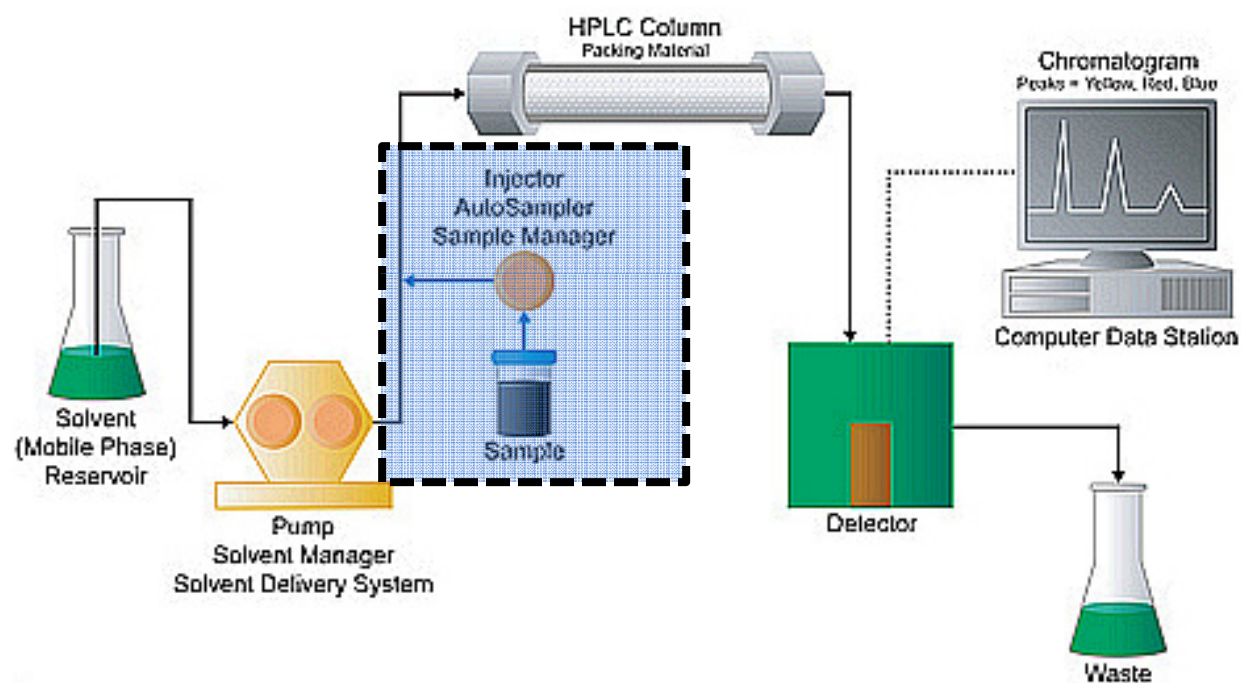 HPLC Column
Packing Material
Chromatogram
Peaks = Yellow, Red, Blue
Injector
AutoSampler
Sample Manager
Computer Data Station
Solvent
(Mobile Phase)
Reservoir
Sample
Pump
Solvent Manager
Solvent Delivery System
Detector
Waste